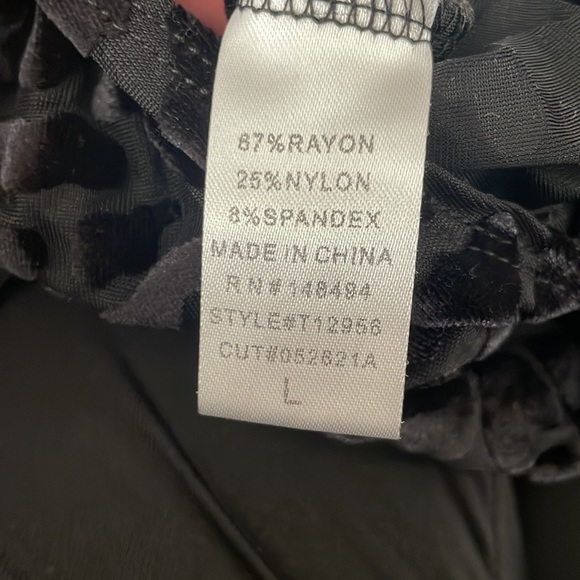 67%RAYON
25%NYLON
8%SPANDEX
MADE IN CHINA
RN#148494
STYLE#T12956
CUT#052621A
L